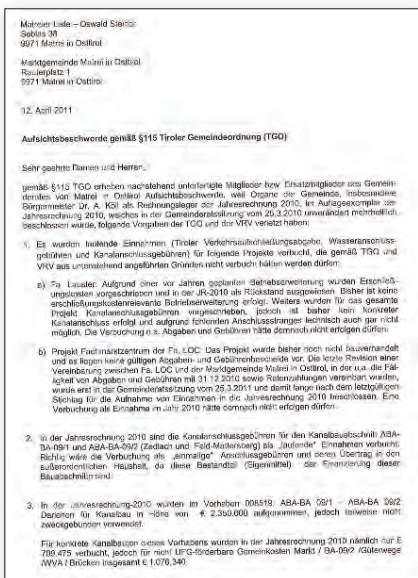 Matreier Liste – Oswald Steiner
Seblas 38
9971 Matrei in Osttirol
Marktgemeinde Matrei in Osttirol
Rauterplatz 1
9971 Matrei in Osttirol
12. April 2011
Aufsichtsbeschwerde gemäß §115 Tiroler Gemeindeordnung (TGO)
Sehr geehrte Damen und Herren,
gemäß §115 TGO erheben nachstehend unterfertigte Mitglieder bzw. Ersatzmitglieder des Gemein-
derates von Matrei in Osttirol Aufsichtsbeschwerde, weil Organe der Gemeinde, insbesondere
Bürgermeister Dr. A. Köll als Rechnungsleger der Jahresrechnung 2010, im Auflageexemplar der
Jahresrechnung 2010, welches in der Gemeinderatssitzung vom unverändert mehrheitlich
beschlossen wurde, folgende Vorgaben der TGO und der VRV verletzt haben:
1. Es wurden laufende Einnahmen (Tiroler Verkehrsaufschließungsabgabe, Wasseranschluss-
gebühren und Kanalanschlussgebühren) für folgende Projekte verbucht, die gemäß TGO und
VRV aus untenstehend angeführten Gründen nicht verbucht hätten werden dürfen:
a) Fa. Lauster: Aufgrund einer vor Jahren geplanten Betriebserweiterung wurden Erschließ-
ungskosten vorgeschrieben und in der JR-2010 als Rückstand ausgewiesen. Bisher ist keine
erschließungskostenrelevante Betriebserweiterung erfolgt. Weiters wurden für das gesamte
Projekt Kanalanschlussgebühren vorgeschrieben, jedoch ist bisher kein konkreter
Kanalanschluss erfolgt und aufgrund fehlenden Anschlussstranges technisch auch gar nicht
möglich. Die Verbuchung o.a. Abgaben und Gebühren hätte demnach nicht erfolgen dürfen.
b) Projekt Fachmarktzentrum der Fa. LOC: Das Projekt wurde bisher noch nicht bauverhandelt
und es liegen keine gültigen Abgaben- und Gebührenbescheide vor. Die letzte Revision einer
Vereinbarung zwischen Fa. LOC und der Marktgemeinde Matrei in Osttirol, in der u.a. die Fäl-
ligkeit von Abgaben und Gebühren mit 31.12.2010 sowie Ratenzahlungen vereinbart wurden,
wurde erst in der Gemeinderatssitzung vom 25.3.2011 und damit lange nach dem letztgültigen
Stichtag für die Aufnahme von Einnahmen in die Jahresrechnung 2010 beschlossen. Eine
Verbuchung als Einnahme im Jahr 2010 hätte demnach nicht erfolgen dürfen.
2. In der Jahresrechnung 2010 sind die Kanalanschlussgebühren für den Kanalbauabschnitt ABA-
BA-09/1 und ABA-BA-09/2 (Zedlach und ) als „laufende“ Einnahmen verbucht.
Richtig wäre die Verbuchung als „einmalige“ Anschlussgebühren und deren Übertrag in den
außerordentlichen Haushalt, da diese Bestandteil (Eigenmittel) der Finanzierung dieser
Bauabschnitte sind.
3. In der Jahresrechnung-2010 wurden im Vorhaben ABA-BA 09/1 - ABA-BA 09/2
Darlehen für Kanalbau in Höhe von € 2.350.000 aufgenommen, jedoch teilweise nicht
zweckgebunden verwendet.
Für konkrete Kanalbauten dieses Vorhabens wurden in der Jahresrechnung 2010 nämlich nur €
709.475 verbucht, jedoch für nicht UFG-förderbare Gemeinkosten Markt / BA-09/2 /Güterwege
/WVA / Brücken insgesamt € 1.076.340